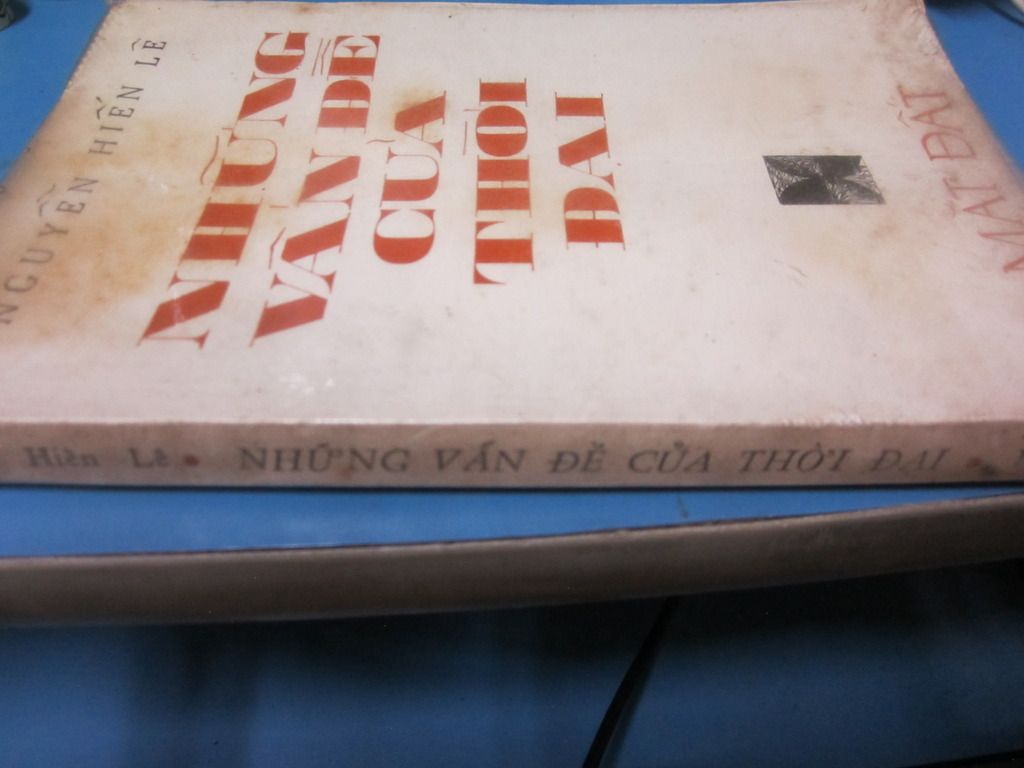 NGUYỄN HIẾN LÊ
NHỮNG
VẤN ĐỀ
CỦA
THỜI
ĐẠI
MẶT ĐẤT
Hiến Lê • NHỮNG VẤN ĐỀ CỦA THỜI ĐẠI •